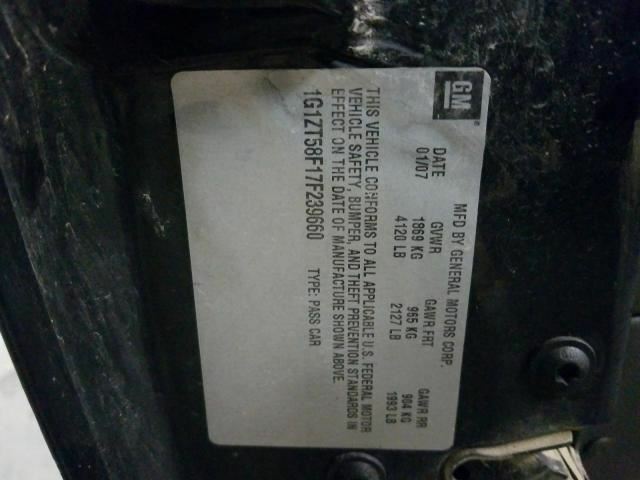 GM
MFD BY GENERAL MOTORS CORP.
DATE GVWR GAWR FRT GAWR RR
01/07 1869 KG 965 KG 904 KG
4120 LB 2127 LB 1993 LB
THIS VEHICLE CONFORMS TO ALL APPLICABLE U.S. FEDERAL MOTOR
VEHICLE SAFETY, BUMPER, AND THEFT PREVENTION STANDARDS IN
EFFECT ON THE DATE OF MANUFACTURE SHOWN ABOVE.
1G1ZT58F17F239660 TYPE: PASS CAR